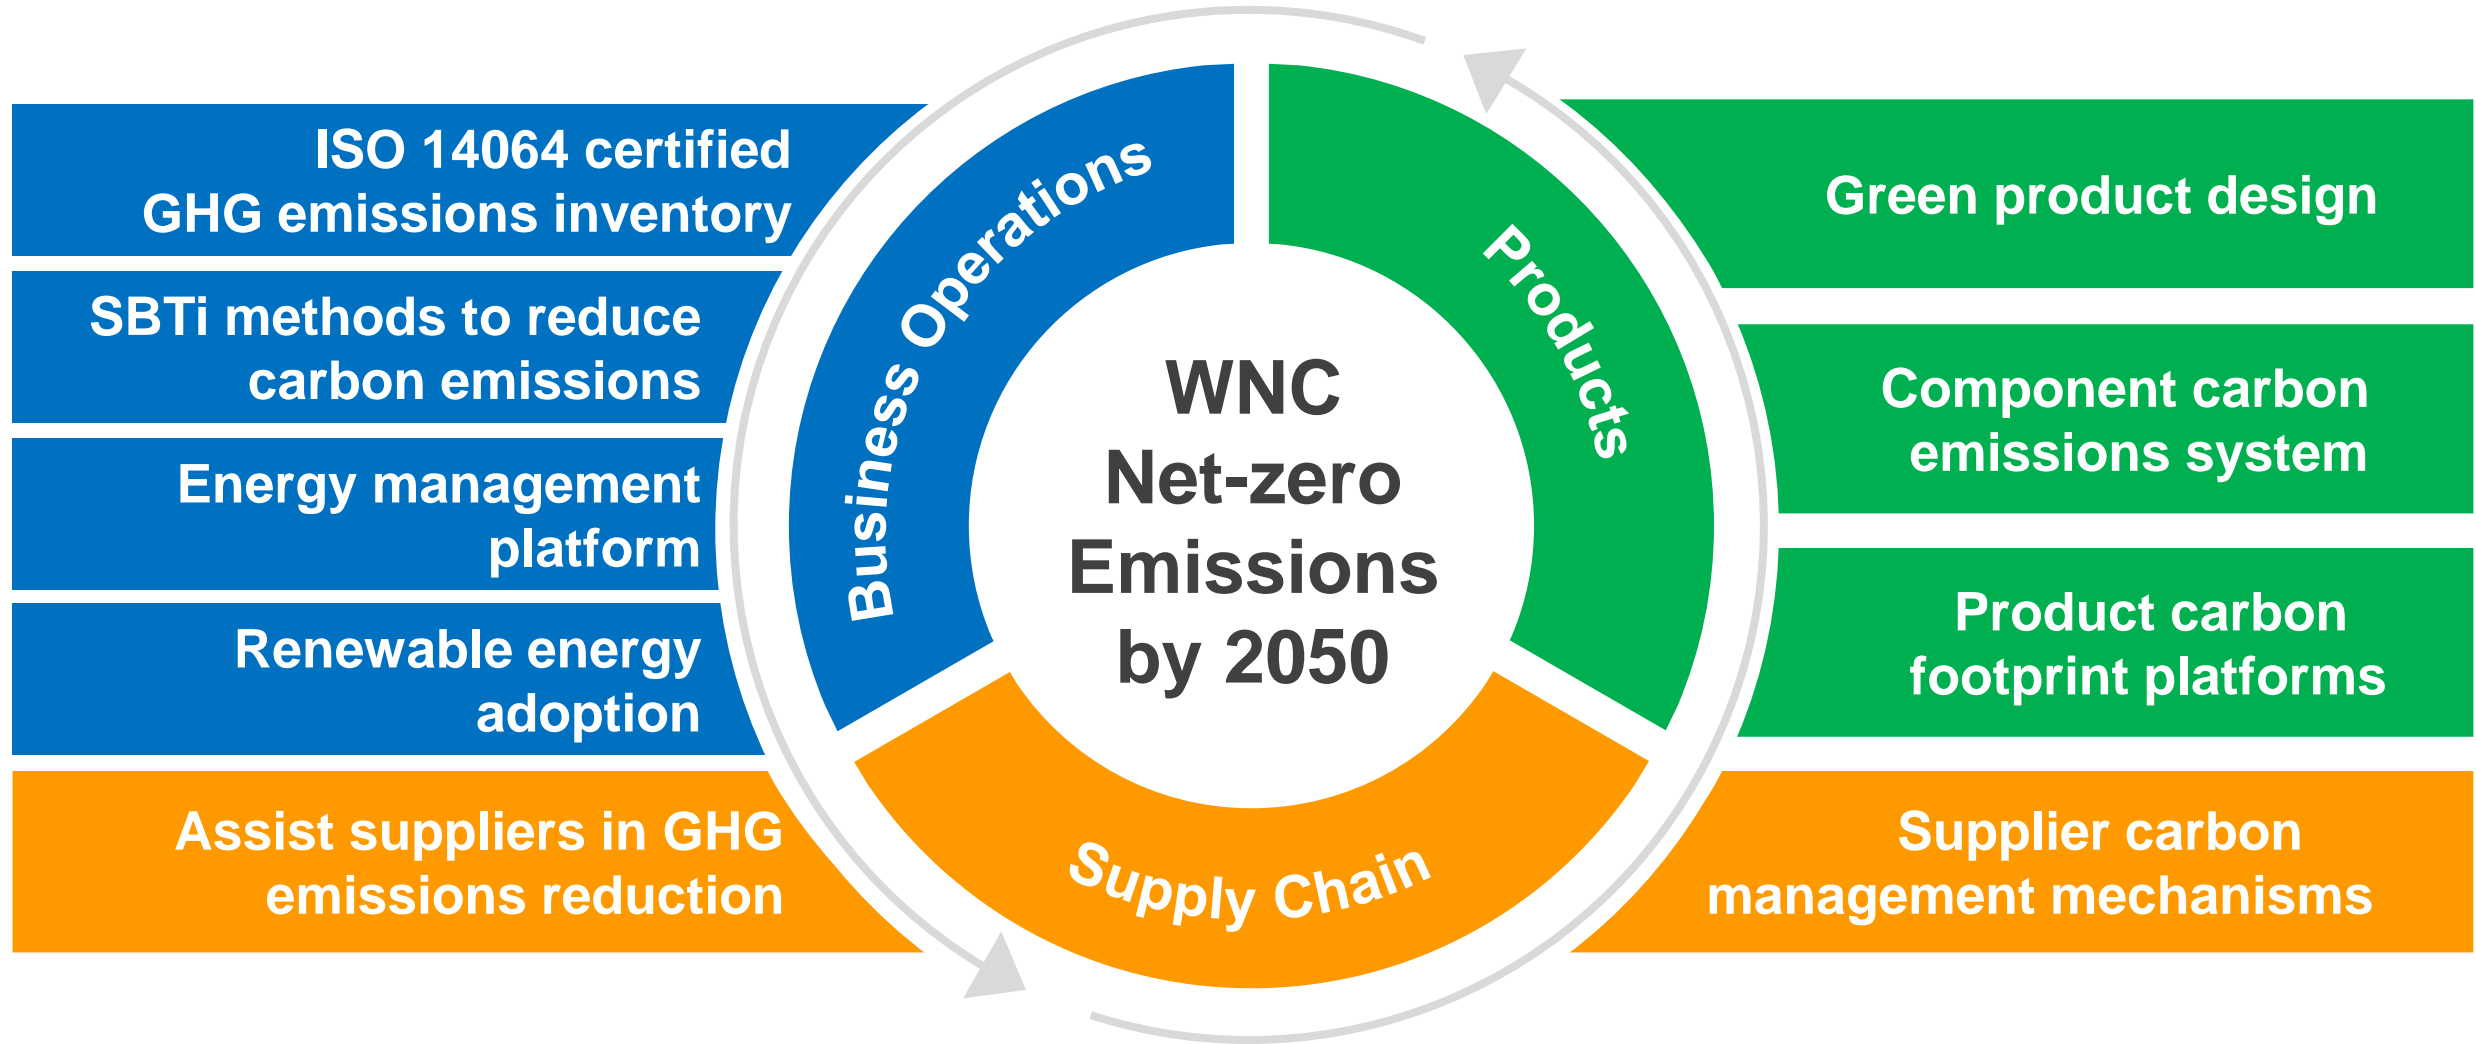 ISO 14064 certified
GHG emissions inventory
SBTi methods to reduce
carbon emissions
Energy management
platform
Renewable energy
adoption
Assist suppliers in GHG
emissions reduction
Business Operations
Products
Supply Chain
WNC
Net-zero
Emissions
by 2050
Green product design
Component carbon
emissions system
Product carbon
footprint platforms
Supplier carbon
management mechanisms